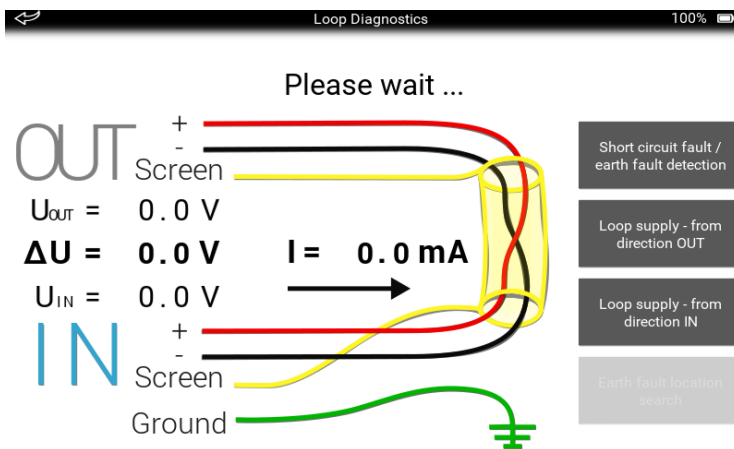 Loop Diagnostics 100%
Please wait ...
OUT
+
-
Screen
UOUT = 0.0 V
ΔU = 0.0 V I = 0.0 mA
UIN = 0.0 V
IN
+
-
Screen
Ground
Short circuit fault /
earth fault detection
Loop supply - from
direction OUT
Loop supply - from
direction IN
Earth fault location
search